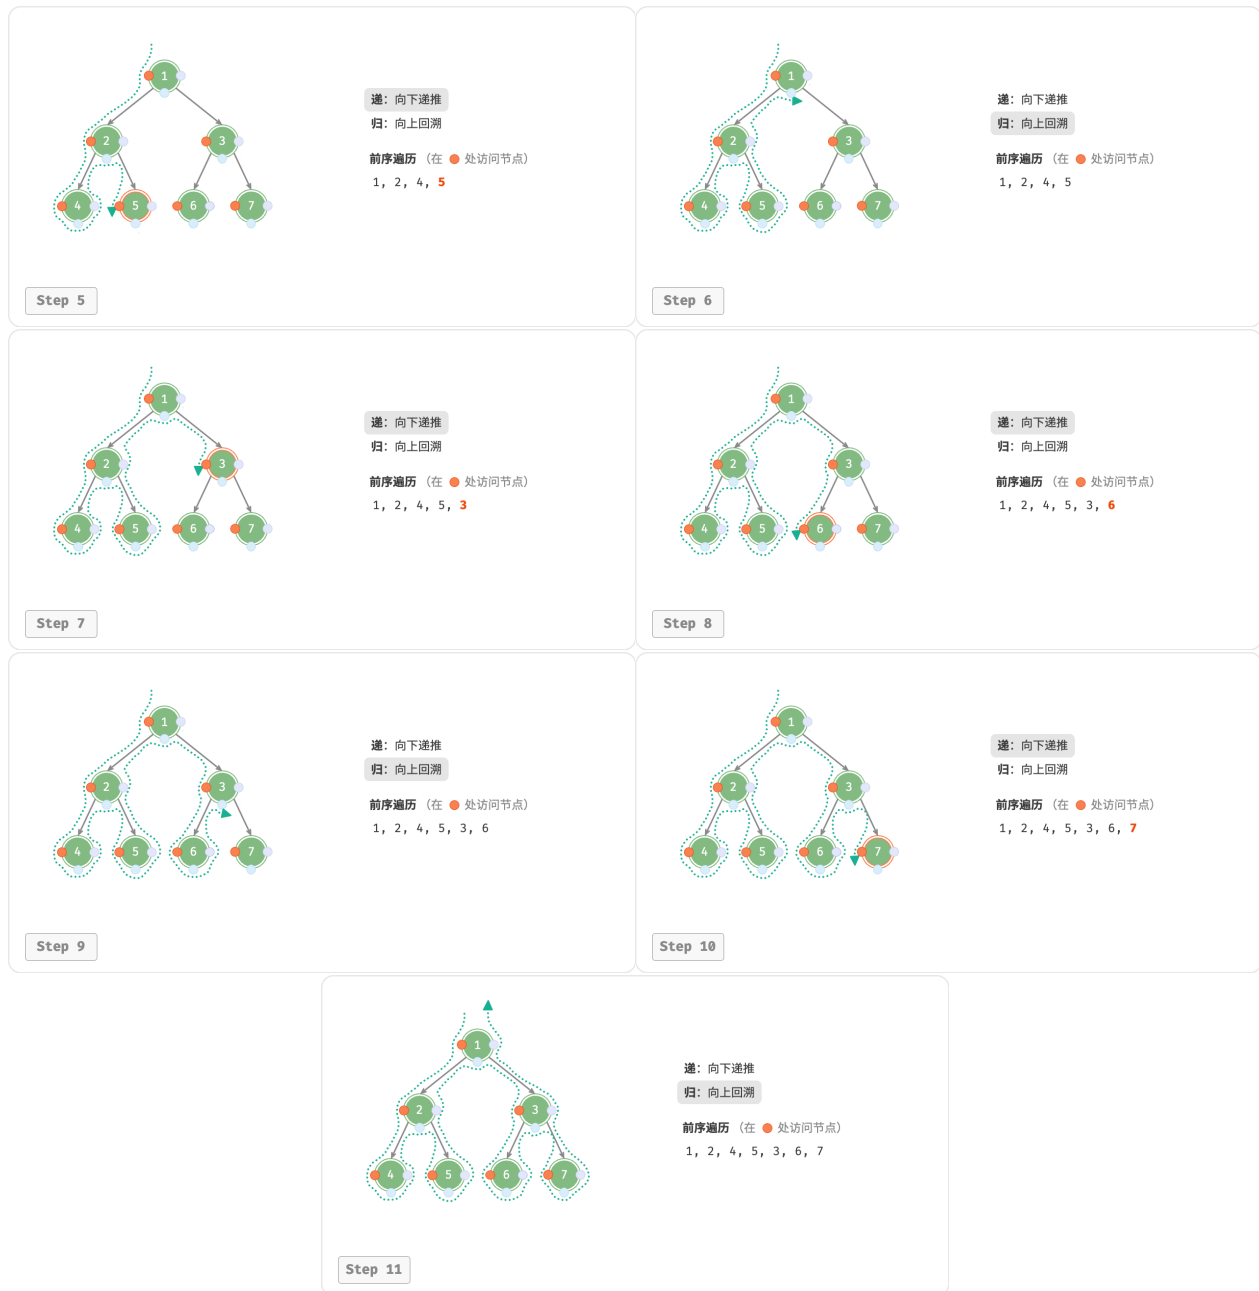 1
2
3
4
5
6
7
递：向下递推
归：向上回溯
前序遍历（在 处访问节点）
1, 2, 4, 5
Step 5
1
2
3
4
5
6
7
递：向下递推
归：向上回溯
前序遍历（在 处访问节点）
1, 2, 4, 5
Step 6
1
2
3
4
5
6
7
递：向下递推
归：向上回溯
前序遍历（在 处访问节点）
1, 2, 4, 5, 3
Step 7
1
2
3
4
5
6
7
递：向下递推
归：向上回溯
前序遍历（在 处访问节点）
1, 2, 4, 5, 3, 6
Step 8
1
2
3
4
5
6
7
递：向下递推
归：向上回溯
前序遍历（在 处访问节点）
1, 2, 4, 5, 3, 6
Step 9
1
2
3
4
5
6
7
递：向下递推
归：向上回溯
前序遍历（在 处访问节点）
1, 2, 4, 5, 3, 6, 7
Step 10
1
2
3
4
5
6
7
递：向下递推
归：向上回溯
前序遍历（在 处访问节点）
1, 2, 4, 5, 3, 6, 7
Step 11